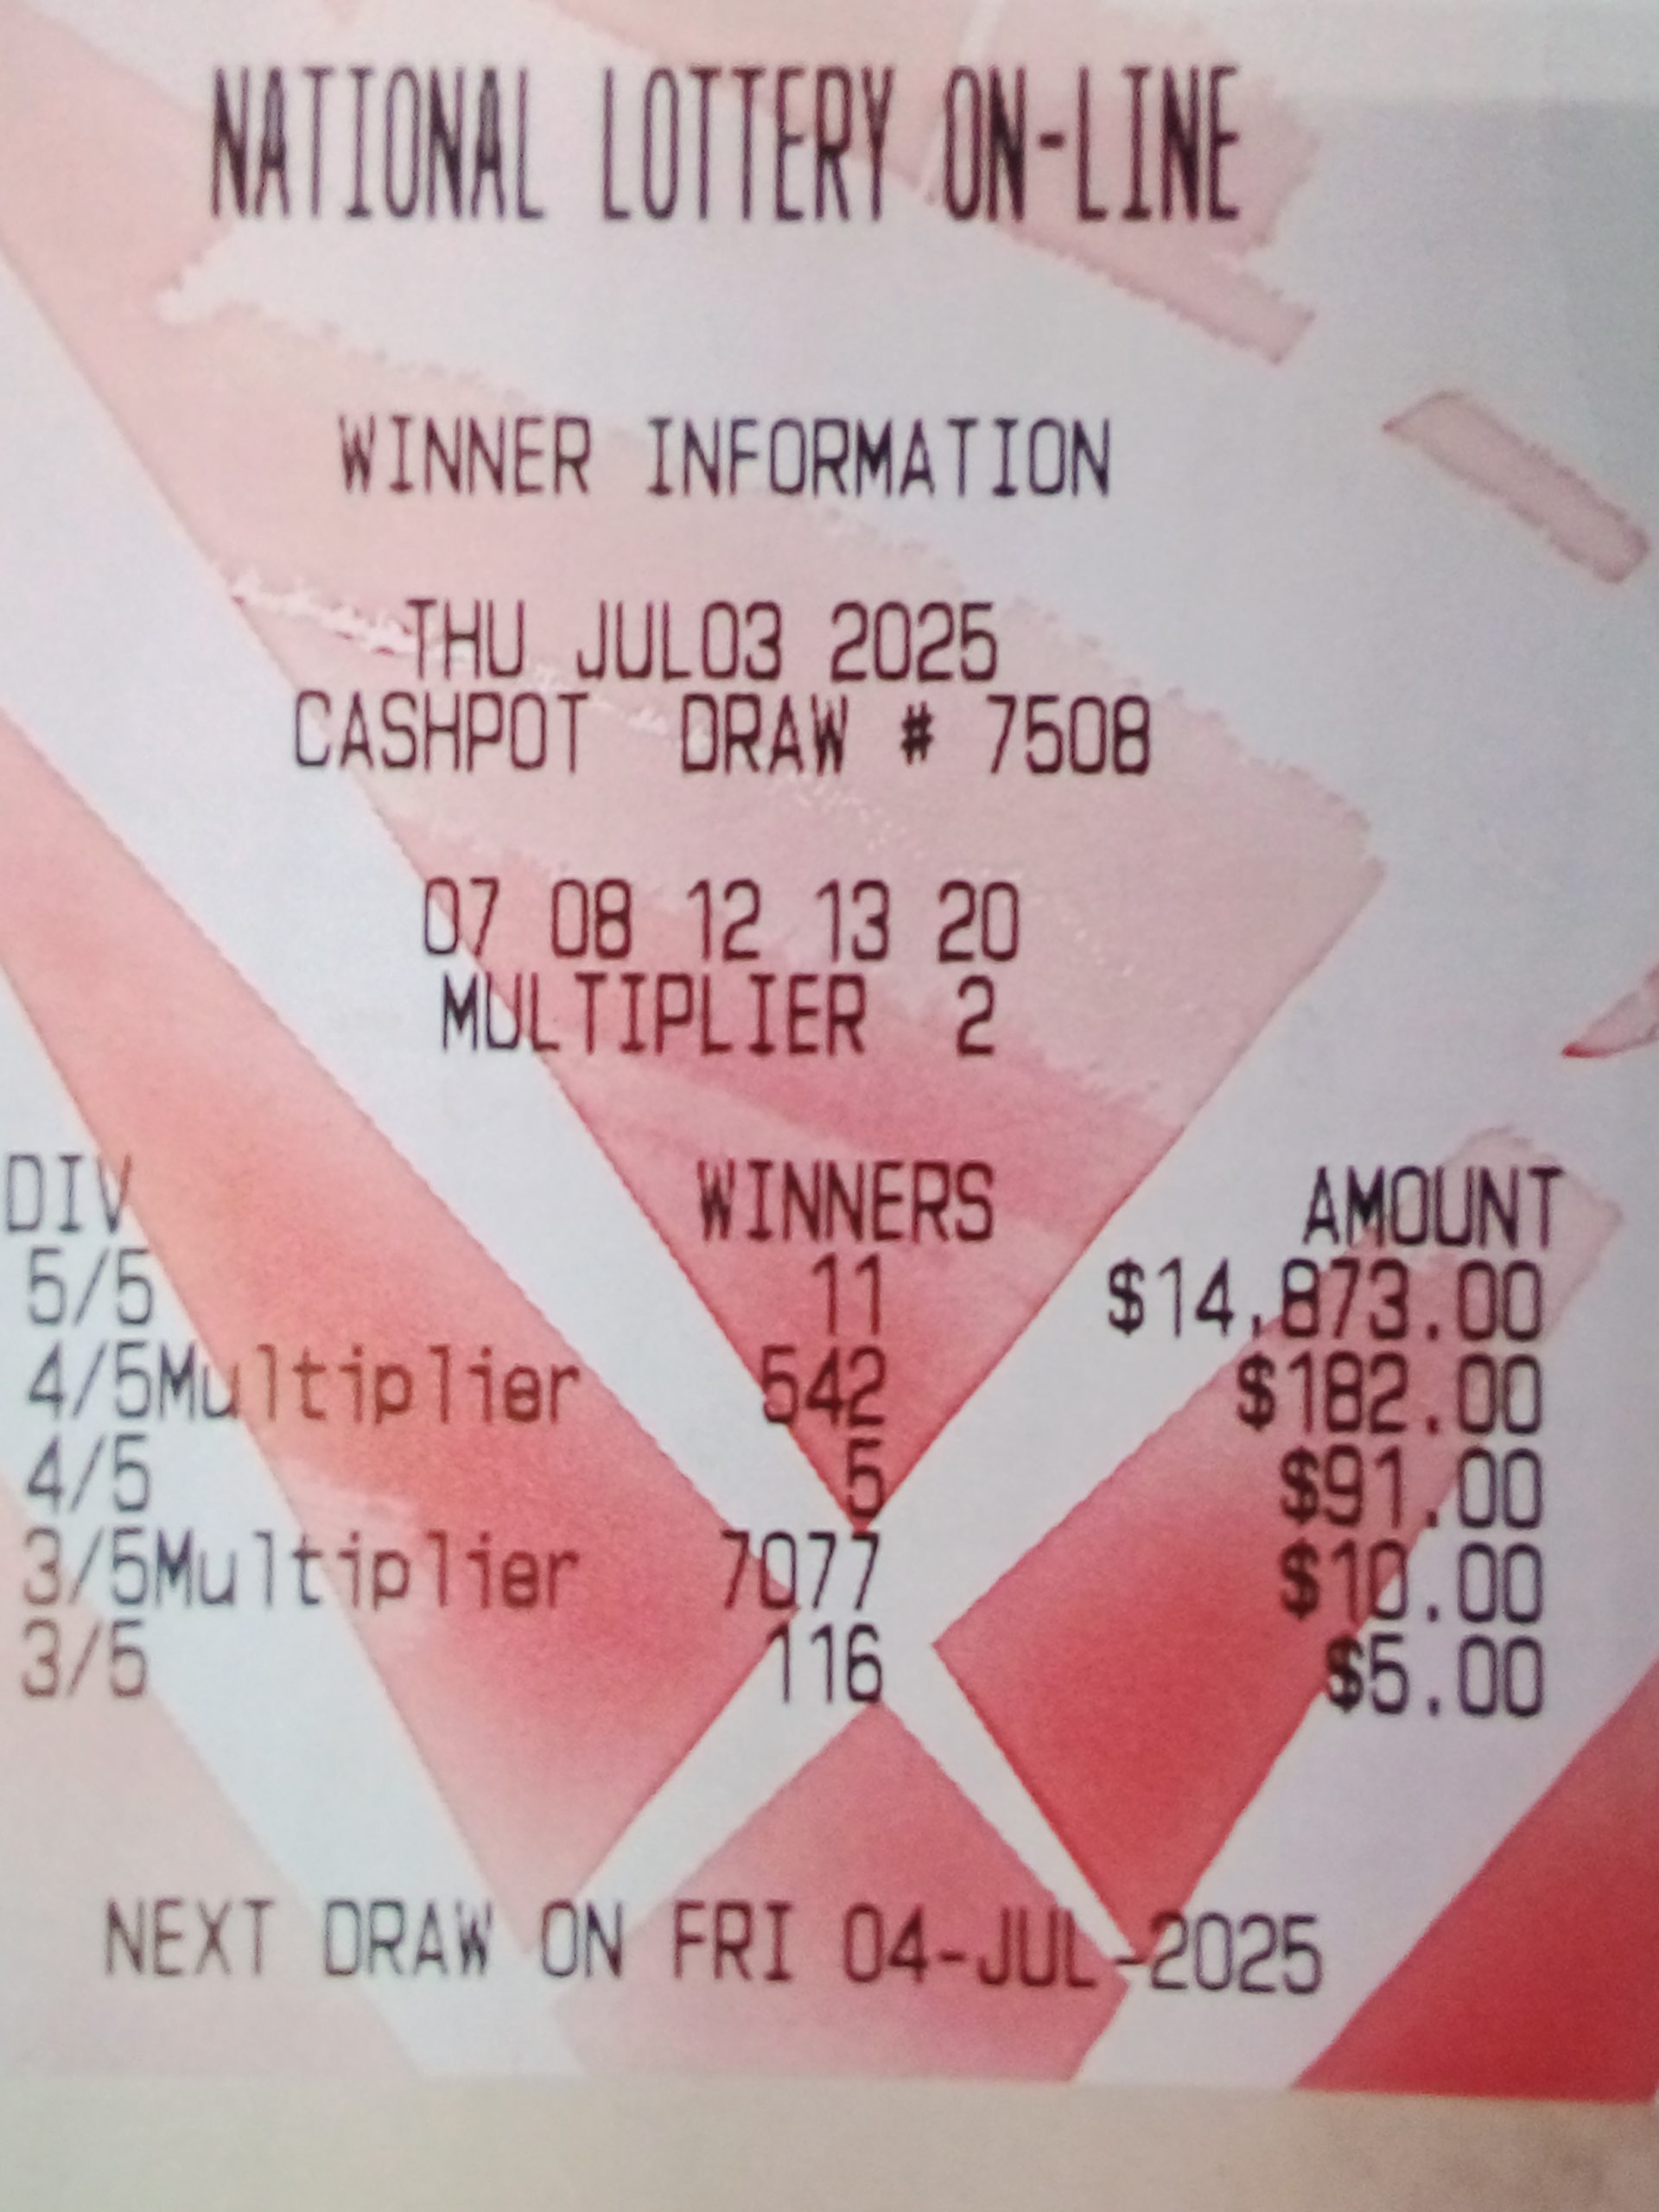 NATIONAL LOTTERY ON-LINE
WINNER INFORMATION
THU JUL03 2025
CASHPOT DRAW # 7508
07 08 12 13 20
MULTIPLIER 2
DIV WINNERS AMOUNT
5/5 11 $14,873.00
4/5Multiplier 542 $182.00
4/5 5 $91.00
3/5Multiplier 7077 $10.00
3/5 116 $5.00
NEXT DRAW ON FRI 04-JUL-2025